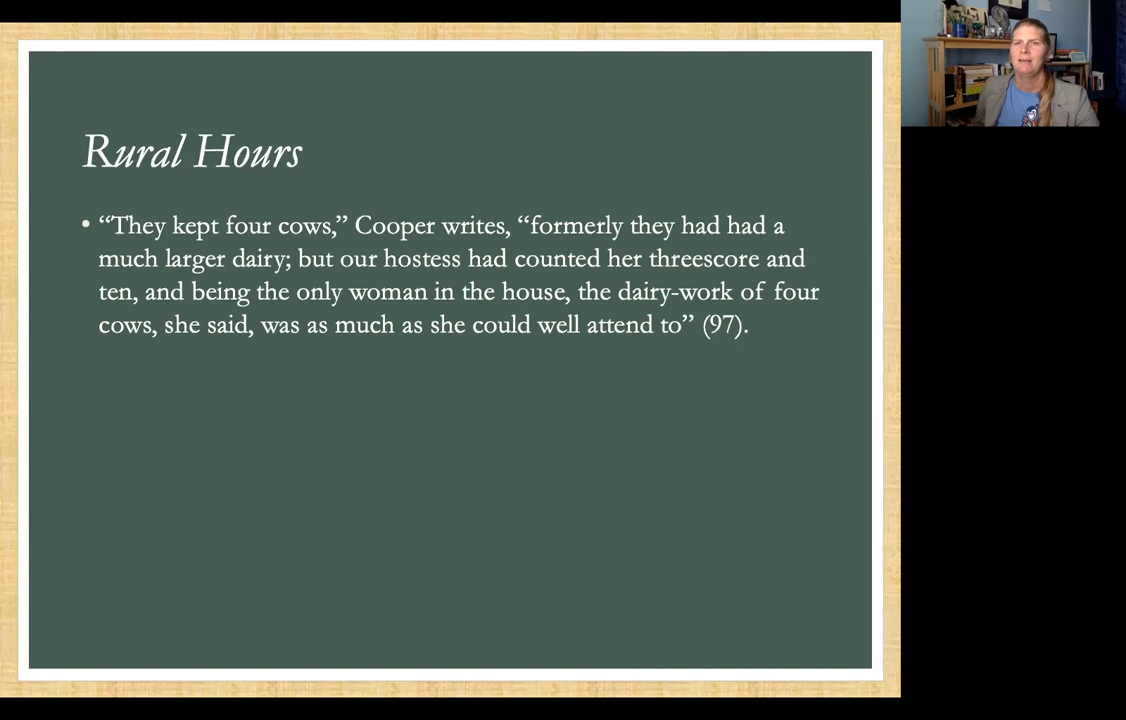 Rural Hours
• “They kept four cows,” Cooper writes, “formerly they had had a
much larger dairy; but our hostess had counted her threescore and
ten, and being the only woman in the house, the dairy-work of four
cows, she said, was as much as she could well attend to” (97).